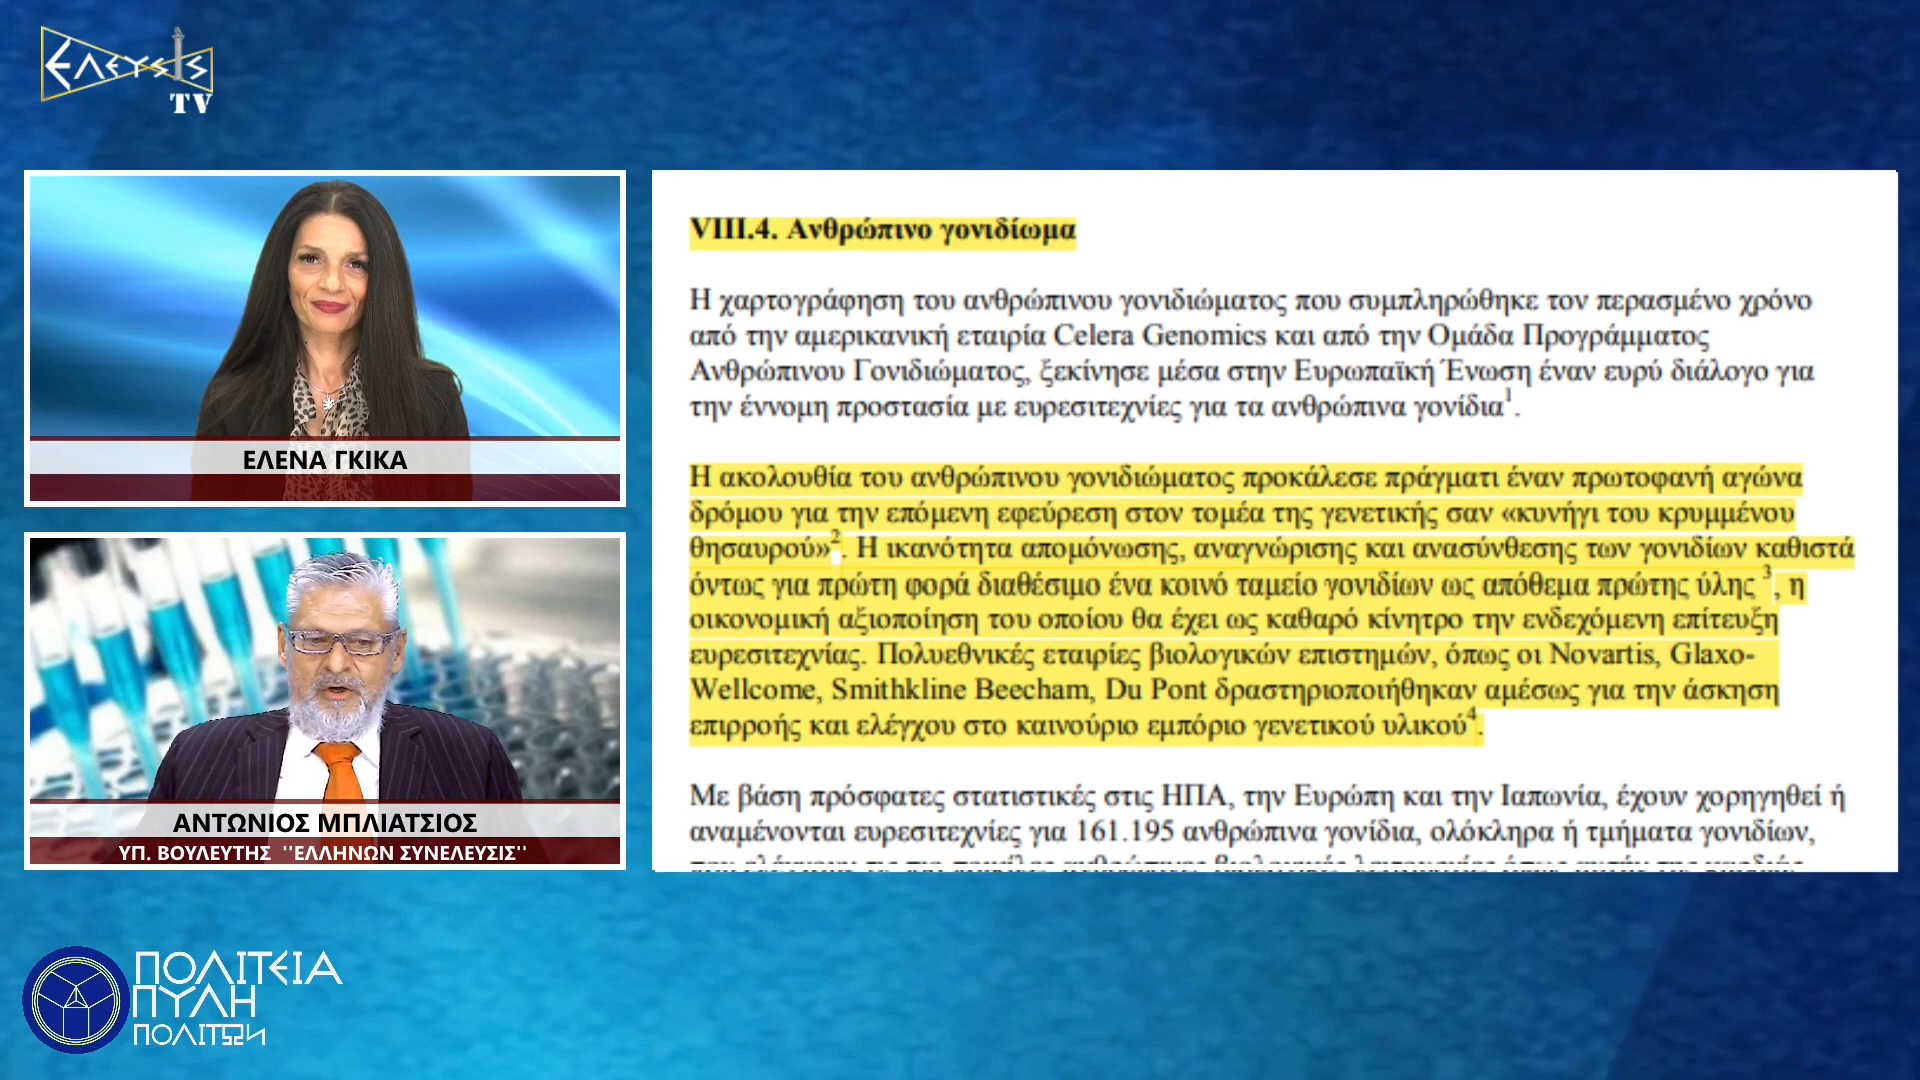 ΕΛΕΥSIS
TV
ΕΛΕΝΑ ΓΚΙΚΑ
ΑΝΤΩΝΙΟΣ ΜΠΛΙΑΤΣΙΟΣ
ΥΠ. ΒΟΥΛΕΥΤΗΣ ''ΕΛΛΗΝΩΝ ΣΥΝΕΛΕΥΣΙΣ''
VIII.4. Ανθρώπινο γονιδίωμα
Η χαρτογράφηση του ανθρώπινου γονιδιώματος που συμπληρώθηκε τον περασμένο χρόνο
από την αμερικανική εταιρία Celera Genomics και από την Ομάδα Προγράμματος
Ανθρώπινου Γονιδιώματος, ξεκίνησε μέσα στην Ευρωπαϊκή Ένωση έναν ευρύ διάλογο για
την έννομη προστασία με ευρεσιτεχνίες για τα ανθρώπινα γονίδια1.
Η ακολουθία του ανθρώπινου γονιδιώματος προκάλεσε πράγματι έναν πρωτοφανή αγώνα
δρόμου για την επόμενη εφεύρεση στον τομέα της γενετικής σαν «κυνήγι του κρυμμένου
θησαυρού»2. Η ικανότητα απομόνωσης, αναγνώρισης και ανασύνθεσης των γονιδίων καθιστά
όντως για πρώτη φορά διαθέσιμο ένα κοινό ταμείο γονιδίων ως απόθεμα πρώτης ύλης 3, η
οικονομική αξιοποίηση του οποίου θα έχει ως καθαρό κίνητρο την ενδεχόμενη επίτευξη
ευρεσιτεχνίας. Πολυεθνικές εταιρίες βιολογικών επιστημών, όπως οι Novartis, Glaxo-
Wellcome, Smithkline Beecham, Du Pont δραστηριοποιήθηκαν αμέσως για την άσκηση
επιρροής και ελέγχου στο καινούριο εμπόριο γενετικού υλικού4.
Με βάση πρόσφατες στατιστικές στις ΗΠΑ, την Ευρώπη και την Ιαπωνία, έχουν χορηγηθεί ή
αναμένονται ευρεσιτεχνίες για 161.195 ανθρώπινα γονίδια, ολόκληρα ή τμήματα γονιδίων,
ΠΟΛΙΤΕΙΑ
ΠΥΛΗ
ΠΟΛΙΤΩΝ